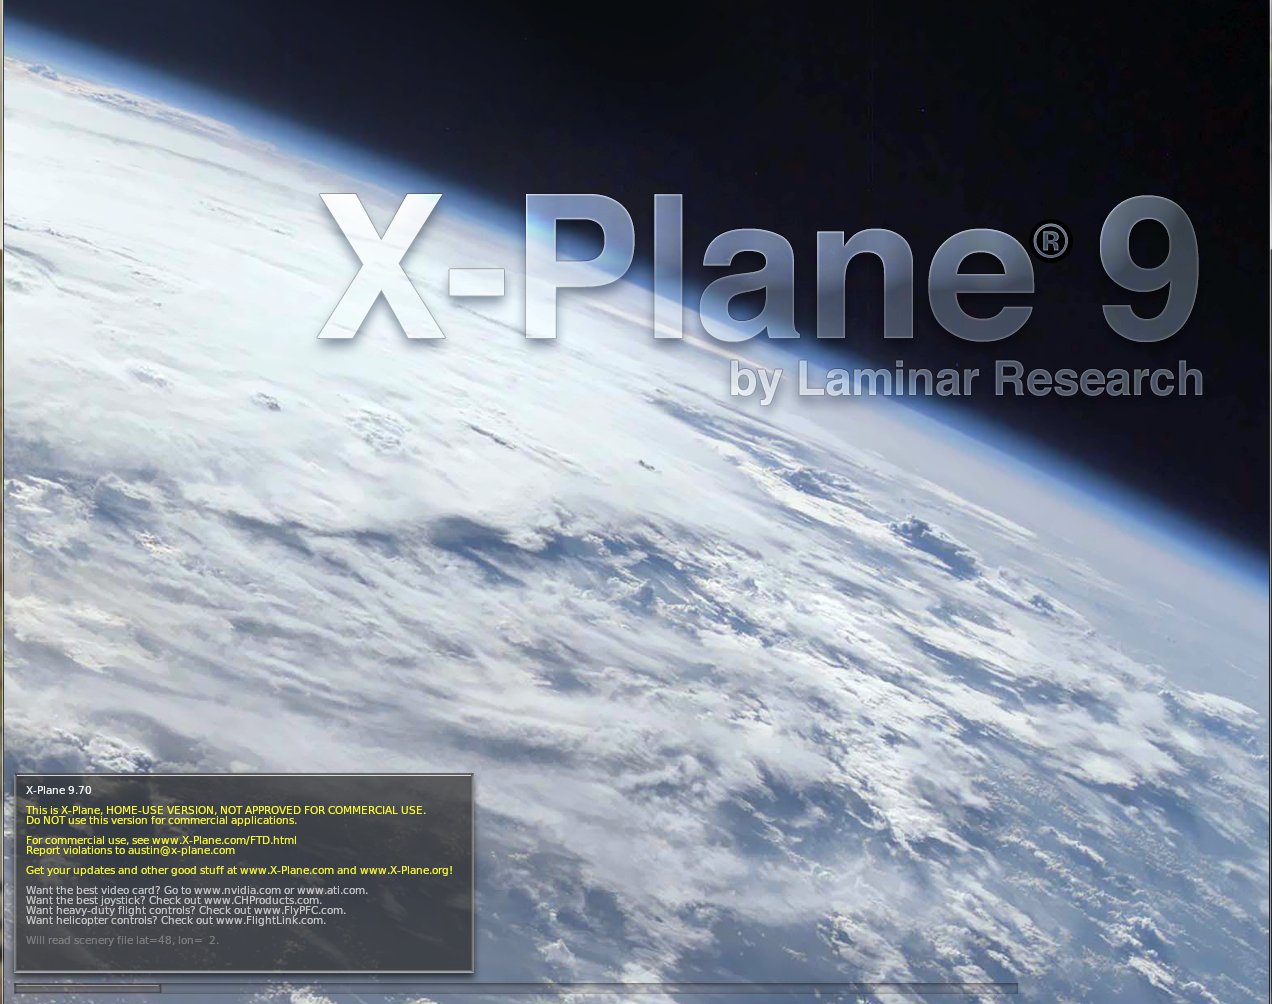 X-Plane® 9
by Laminar Research
X-Plane 9.70
This is X-Plane, HOME-USE VERSION, NOT APPROVED FOR COMMERCIAL USE.
Do NOT use this version for commercial applications.
For commercial use, see www.X-Plane.com/FTD.html
Report violations to austin@x-plane.com
Get your updates and other good stuff at www.X-Plane.com and www.X-Plane.org!
Want the best video card? Go to www.nvidia.com or www.ati.com.
Want the best joystick? Check out www.CHProducts.com.
Want heavy-duty flight controls? Check out www.FlyPFC.com.
Want helicopter controls? Check out www.FlightLink.com.
Will read scenery file lat=48, lon=  2.